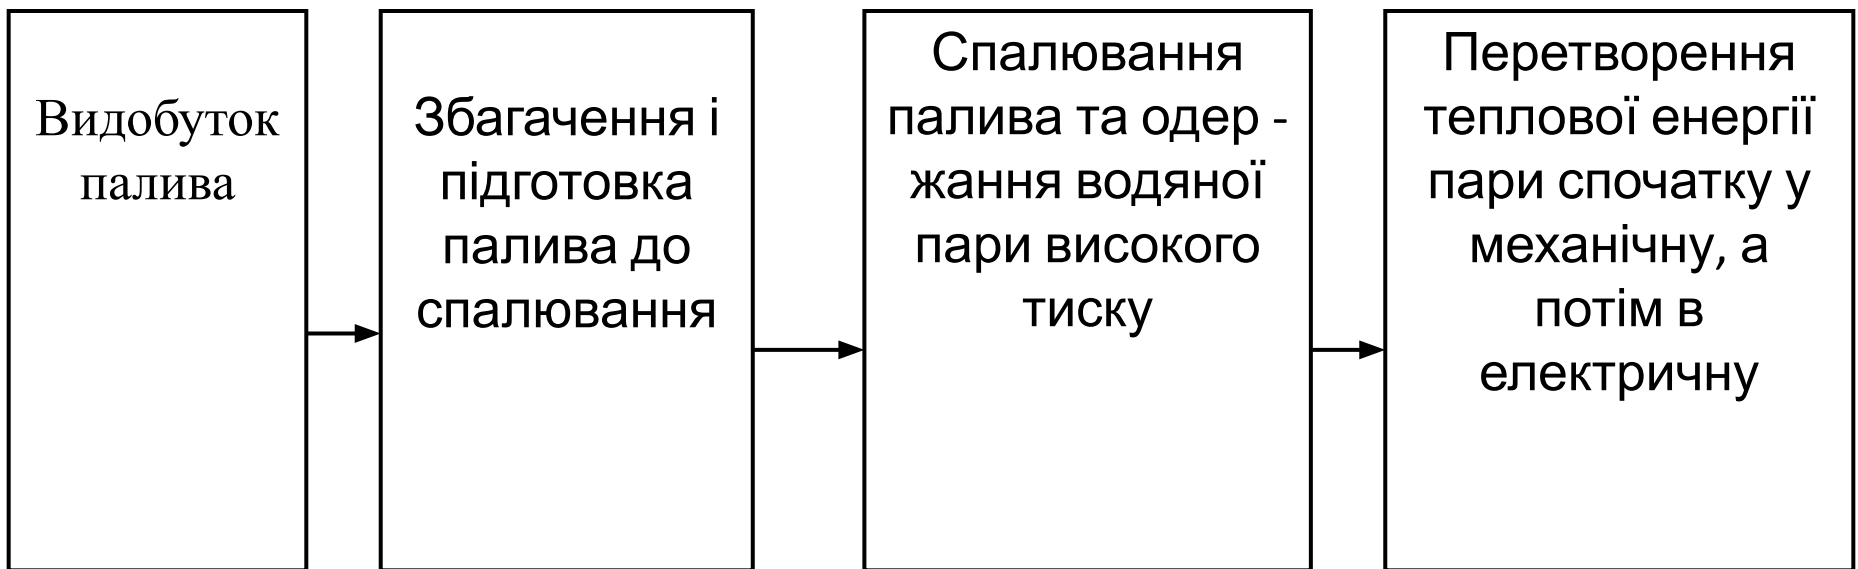 Видобуток
палива
Збагачення і
підготовка
палива до
спалювання
Спалювання
палива та одер -
жання водяної
пари високого
тиску
Перетворення
теплової енергії
пари спочатку у
механічну, а
потім в
електричну